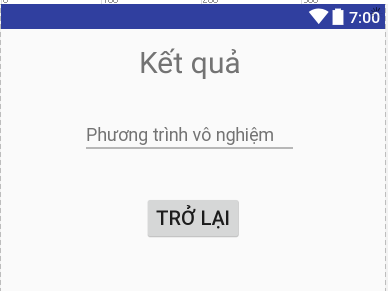 7:00
Kết quả
Phương trình vô nghiệm
TRỞ LẠI